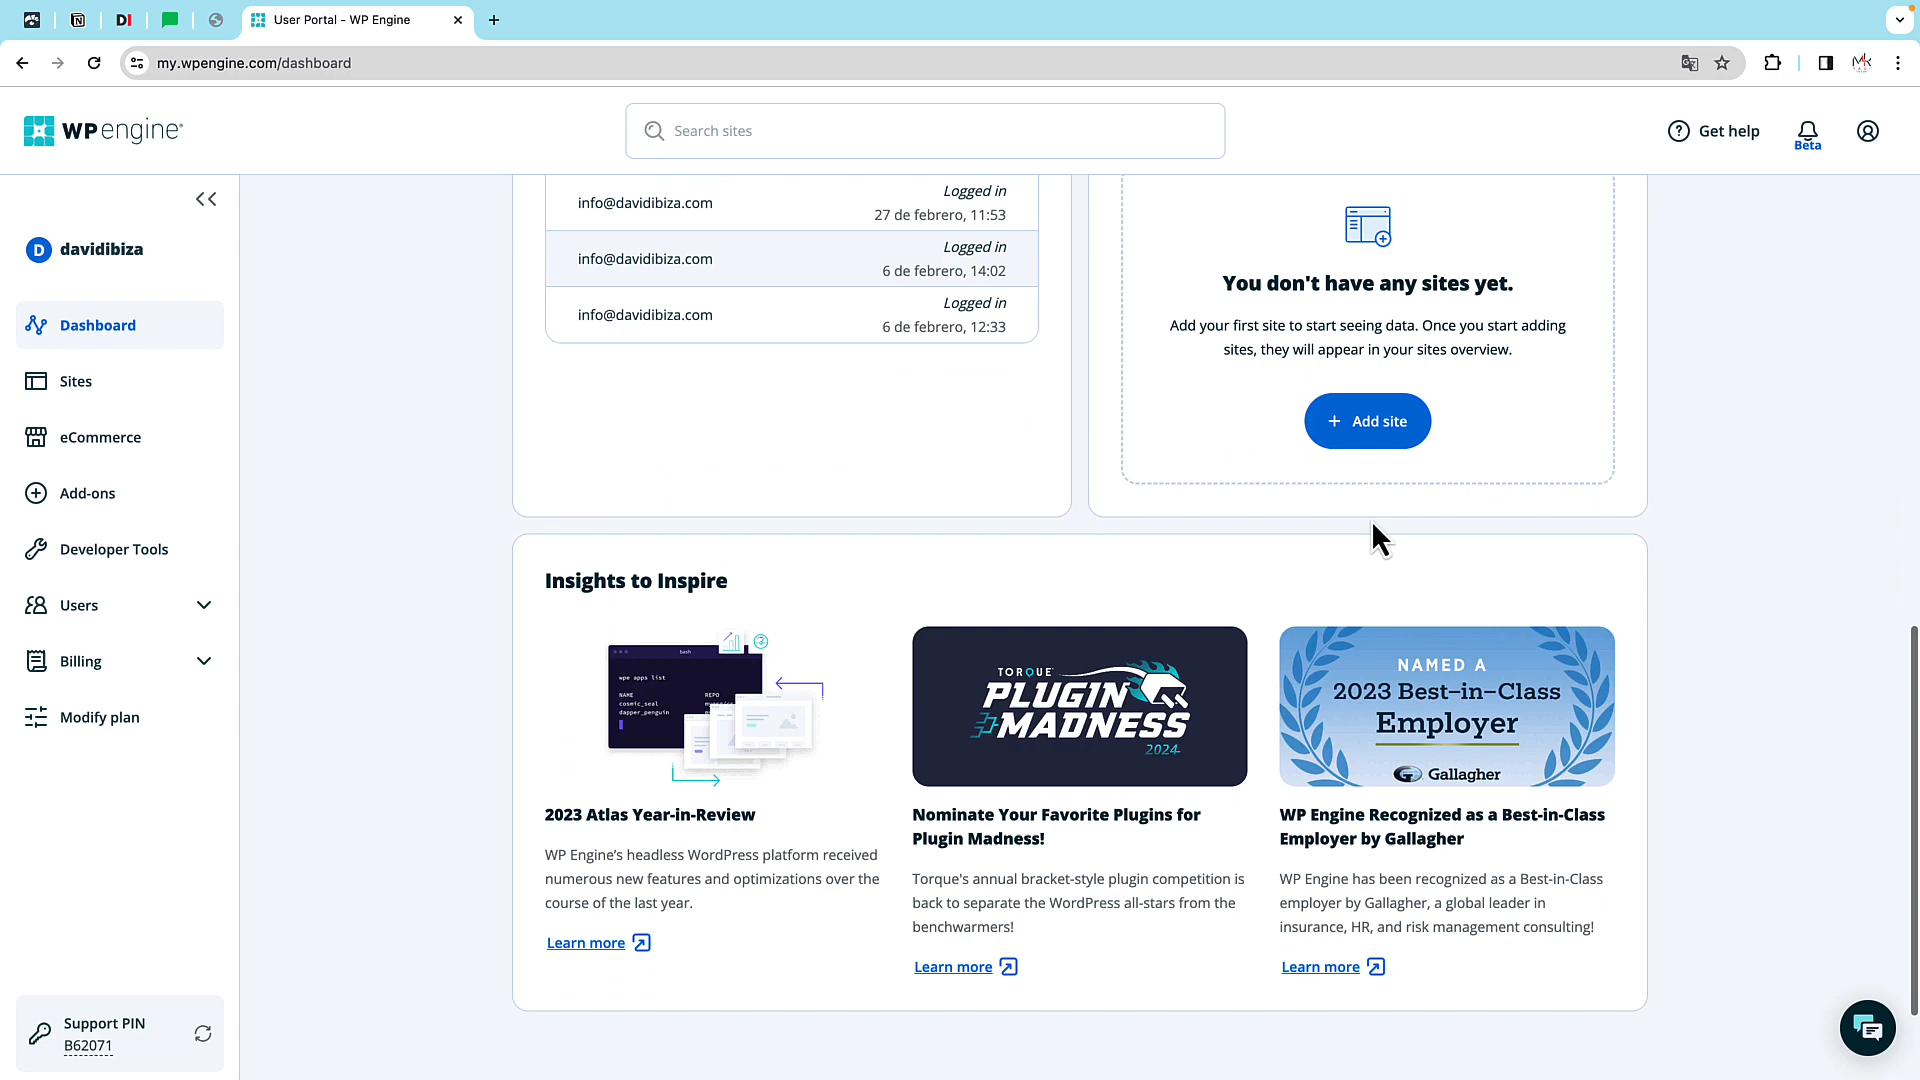 User Portal - WP Engine
my.wpengine.com/dashboard
WP engine
Search sites
Get help
Beta
D davidibiza
Dashboard
Sites
eCommerce
Add-ons
Developer Tools
Users
Billing
Modify plan
Support PIN
B62071
info@davidibiza.com
Logged in
27 de febrero, 11:53
info@davidibiza.com
Logged in
6 de febrero, 14:02
info@davidibiza.com
Logged in
6 de febrero, 12:33
You don't have any sites yet.
Add your first site to start seeing data. Once you start adding
sites, they will appear in your sites overview.
+ Add site
Insights to Inspire
bash
wpe apps list
NAME REPO
cosmic_seal
dapper_penguin
2023 Atlas Year-in-Review
WP Engine’s headless WordPress platform received
numerous new features and optimizations over the
course of the last year.
Learn more
TORQUE
PLUGIN
MADNESS
2024
Nominate Your Favorite Plugins for
Plugin Madness!
Torque's annual bracket-style plugin competition is
back to separate the WordPress all-stars from the
benchwarmers!
Learn more
NAMED A
2023 Best-in-Class
Employer
Gallagher
WP Engine Recognized as a Best-in-Class
Employer by Gallagher
WP Engine has been recognized as a Best-in-Class
employer by Gallagher, a global leader in
insurance, HR, and risk management consulting!
Learn more